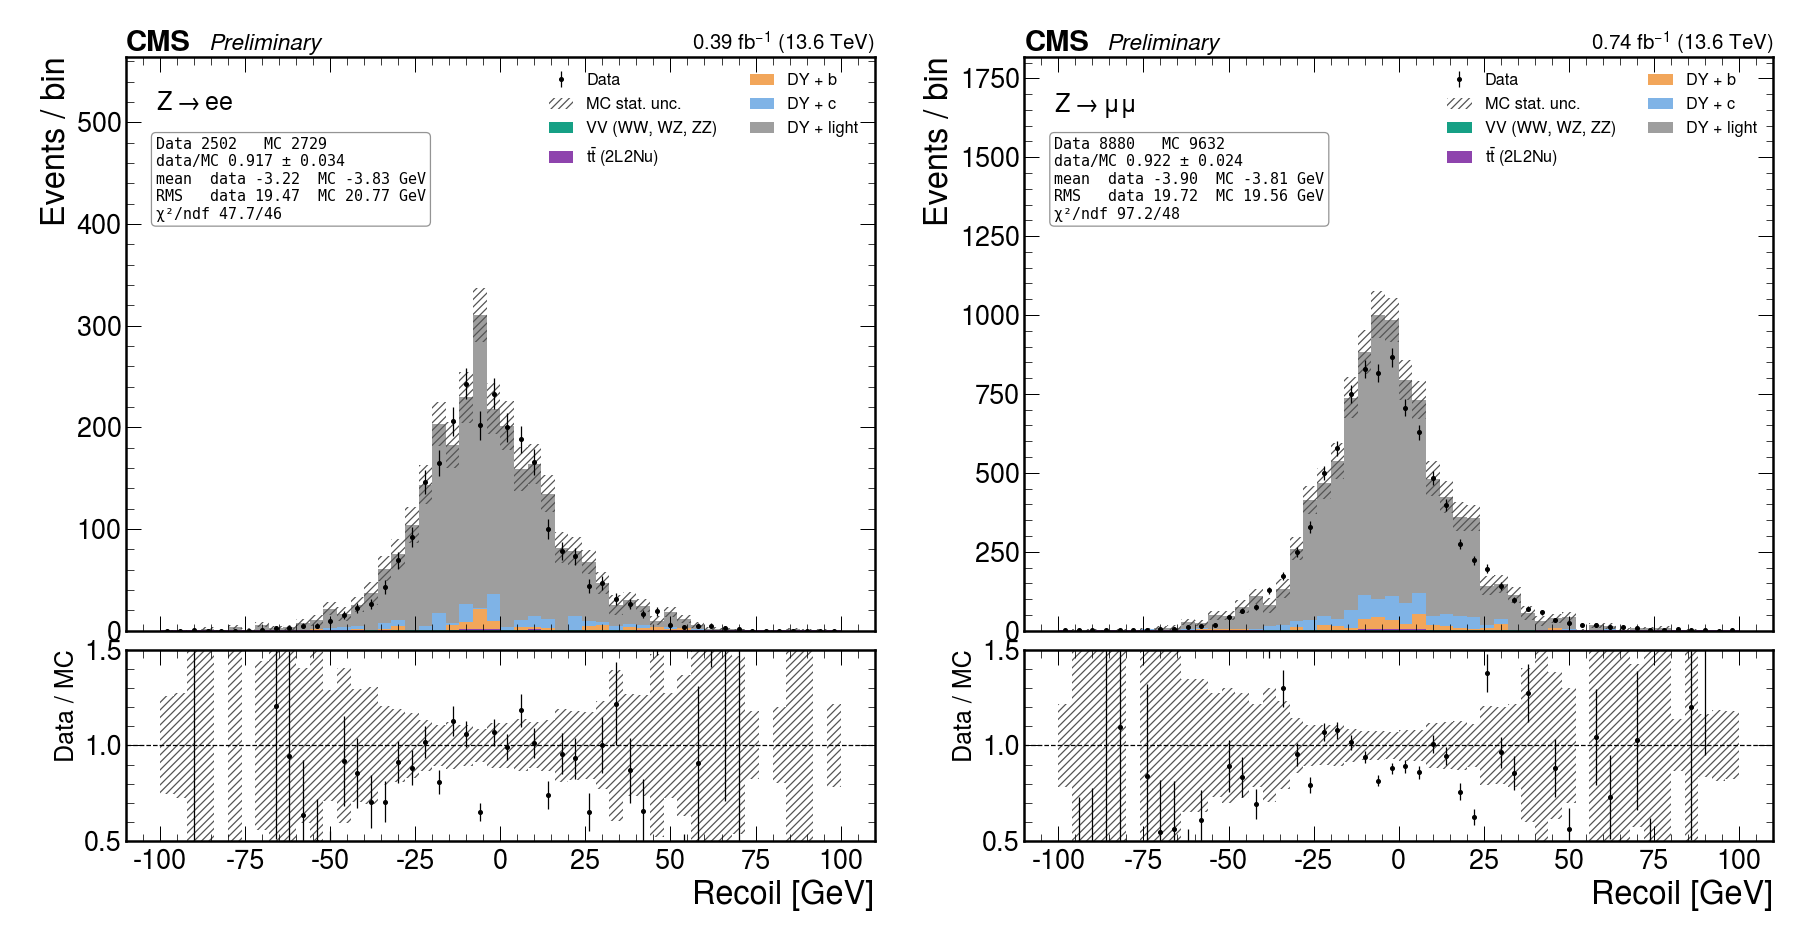 CMS Preliminary 0.39 fb⁻¹ (13.6 TeV)
Events / bin
Z → ee
Data
MC stat. unc.
VV (WW, WZ, ZZ)
tt̄ (2L2Nu)
DY + b
DY + c
DY + light
Data 2502 MC 2729
data/MC 0.917 ± 0.034
mean data -3.22 MC -3.83 GeV
RMS data 19.47 MC 20.77 GeV
χ²/ndf 47.7/46
500
400
300
200
100
0
Data / MC
1.5
1.0
0.5
-100 -75 -50 -25 0 25 50 75 100
Recoil [GeV]
CMS Preliminary 0.74 fb⁻¹ (13.6 TeV)
Events / bin
Z → μμ
Data
MC stat. unc.
VV (WW, WZ, ZZ)
tt̄ (2L2Nu)
DY + b
DY + c
DY + light
Data 8880 MC 9632
data/MC 0.922 ± 0.024
mean data -3.90 MC -3.81 GeV
RMS data 19.72 MC 19.56 GeV
χ²/ndf 97.2/48
1750
1500
1250
1000
750
500
250
0
Data / MC
1.5
1.0
0.5
-100 -75 -50 -25 0 25 50 75 100
Recoil [GeV]